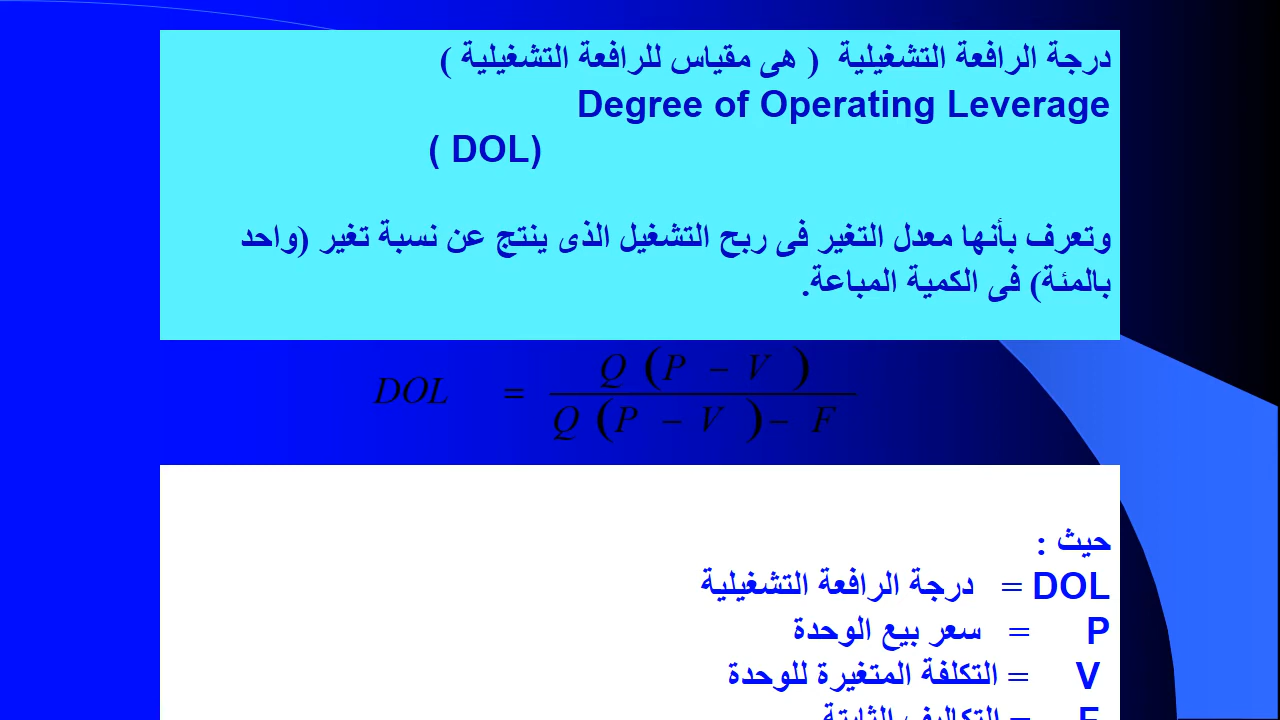 درجة الرافعة التشغيلية ( هى مقياس للرافعة التشغيلية )
Degree of Operating Leverage
( DOL)
وتعرف بأنها معدل التغير فى ربح التشغيل الذى ينتج عن نسبة تغير (واحد
بالمئة) فى الكمية المباعة.
DOL = Q (P − V) / Q (P − V) − F
حيث :
DOL = درجة الرافعة التشغيلية
P = سعر بيع الوحدة
V = التكلفة المتغيرة للوحدة
F = التكاليف الثابتة